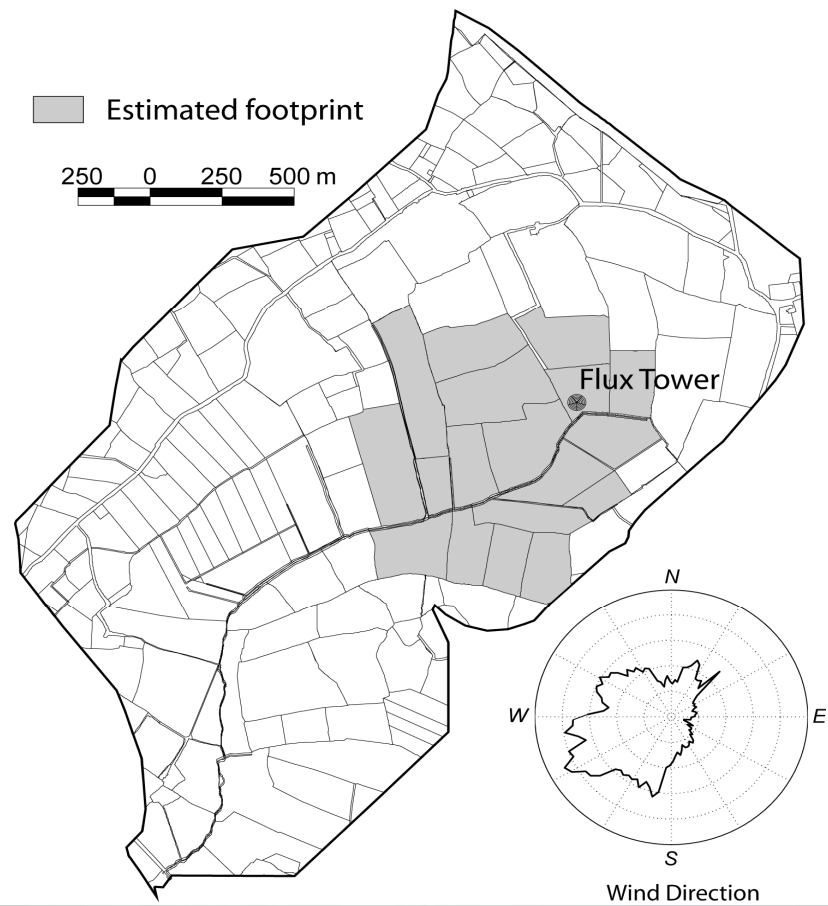 Estimated footprint
250 0 250 500 m
Flux Tower
N
W E
S
Wind Direction